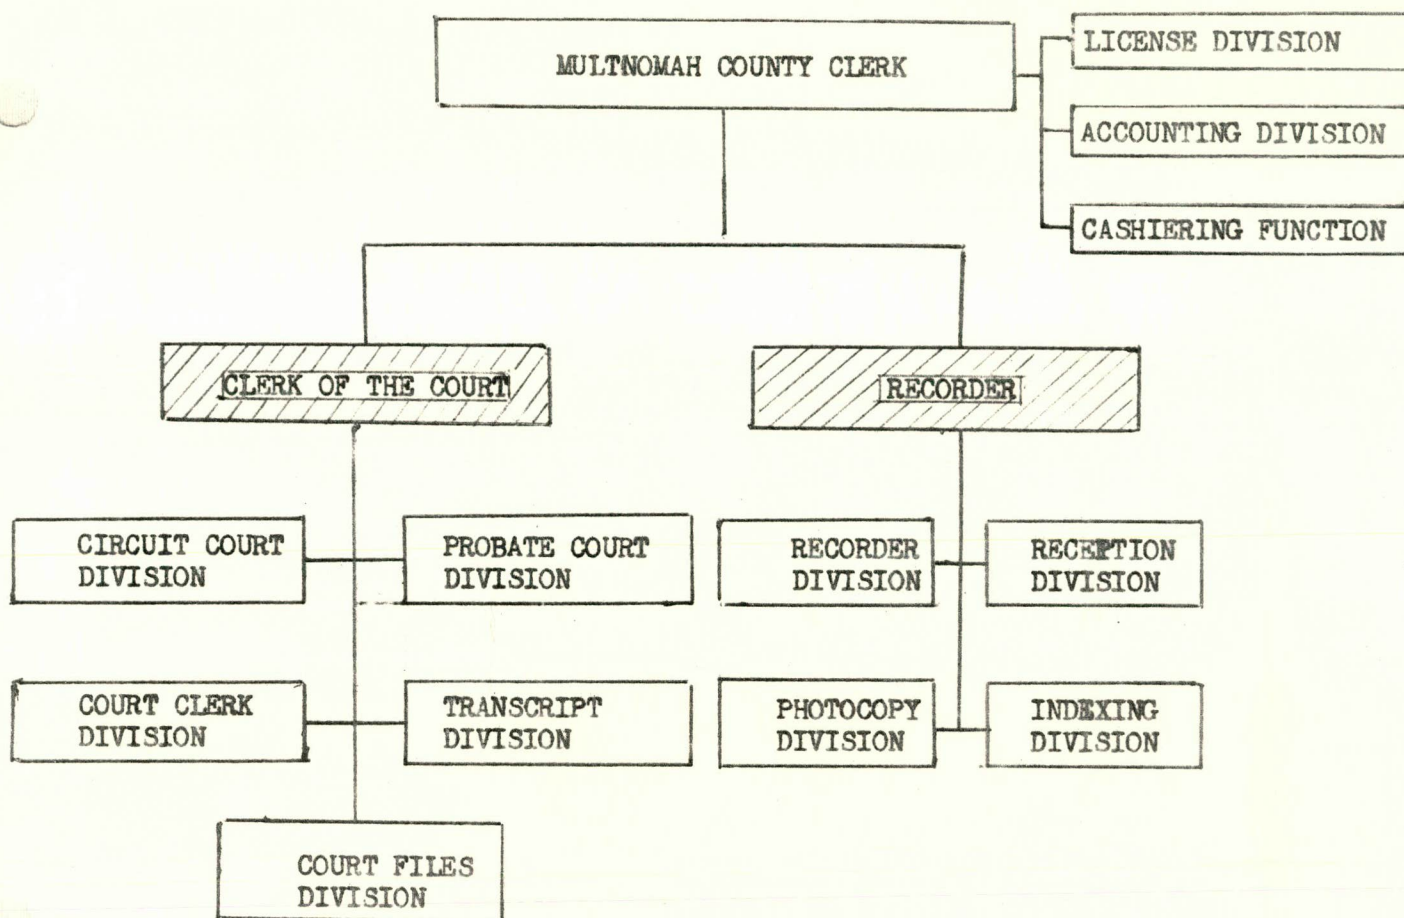 MULTNOMAH COUNTY CLERK
LICENSE DIVISION
ACCOUNTING DIVISION
CASHIERING FUNCTION
CLERK OF THE COURT
RECORDER
CIRCUIT COURT
DIVISION
PROBATE COURT
DIVISION
RECORDER
DIVISION
RECEPTION
DIVISION
COURT CLERK
DIVISION
TRANSCRIPT
DIVISION
PHOTOCOPY
DIVISION
INDEXING
DIVISION
COURT FILES
DIVISION